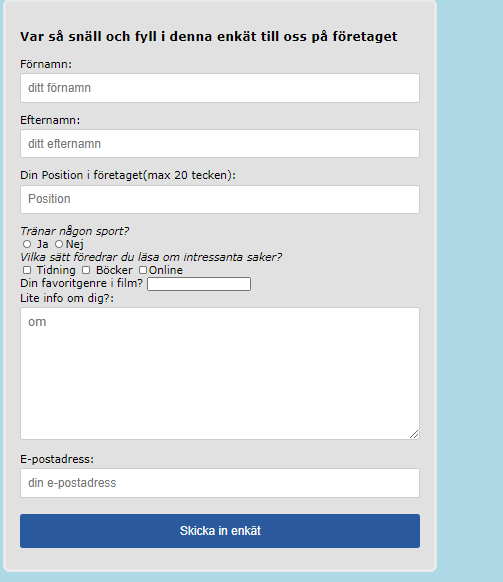 Var så snäll och fyll i denna enkät till oss på företaget
Förnamn:
ditt förnamn
Efternamn:
ditt efternamn
Din Position i företaget(max 20 tecken):
Position
Tränar någon sport?
Ja Nej
Vilka sätt föredrar du läsa om intressanta saker?
Tidning Böcker Online
Din favoritgenre i film?
Lite info om dig?:
om
E-postadress:
din e-postadress
Skicka in enkät